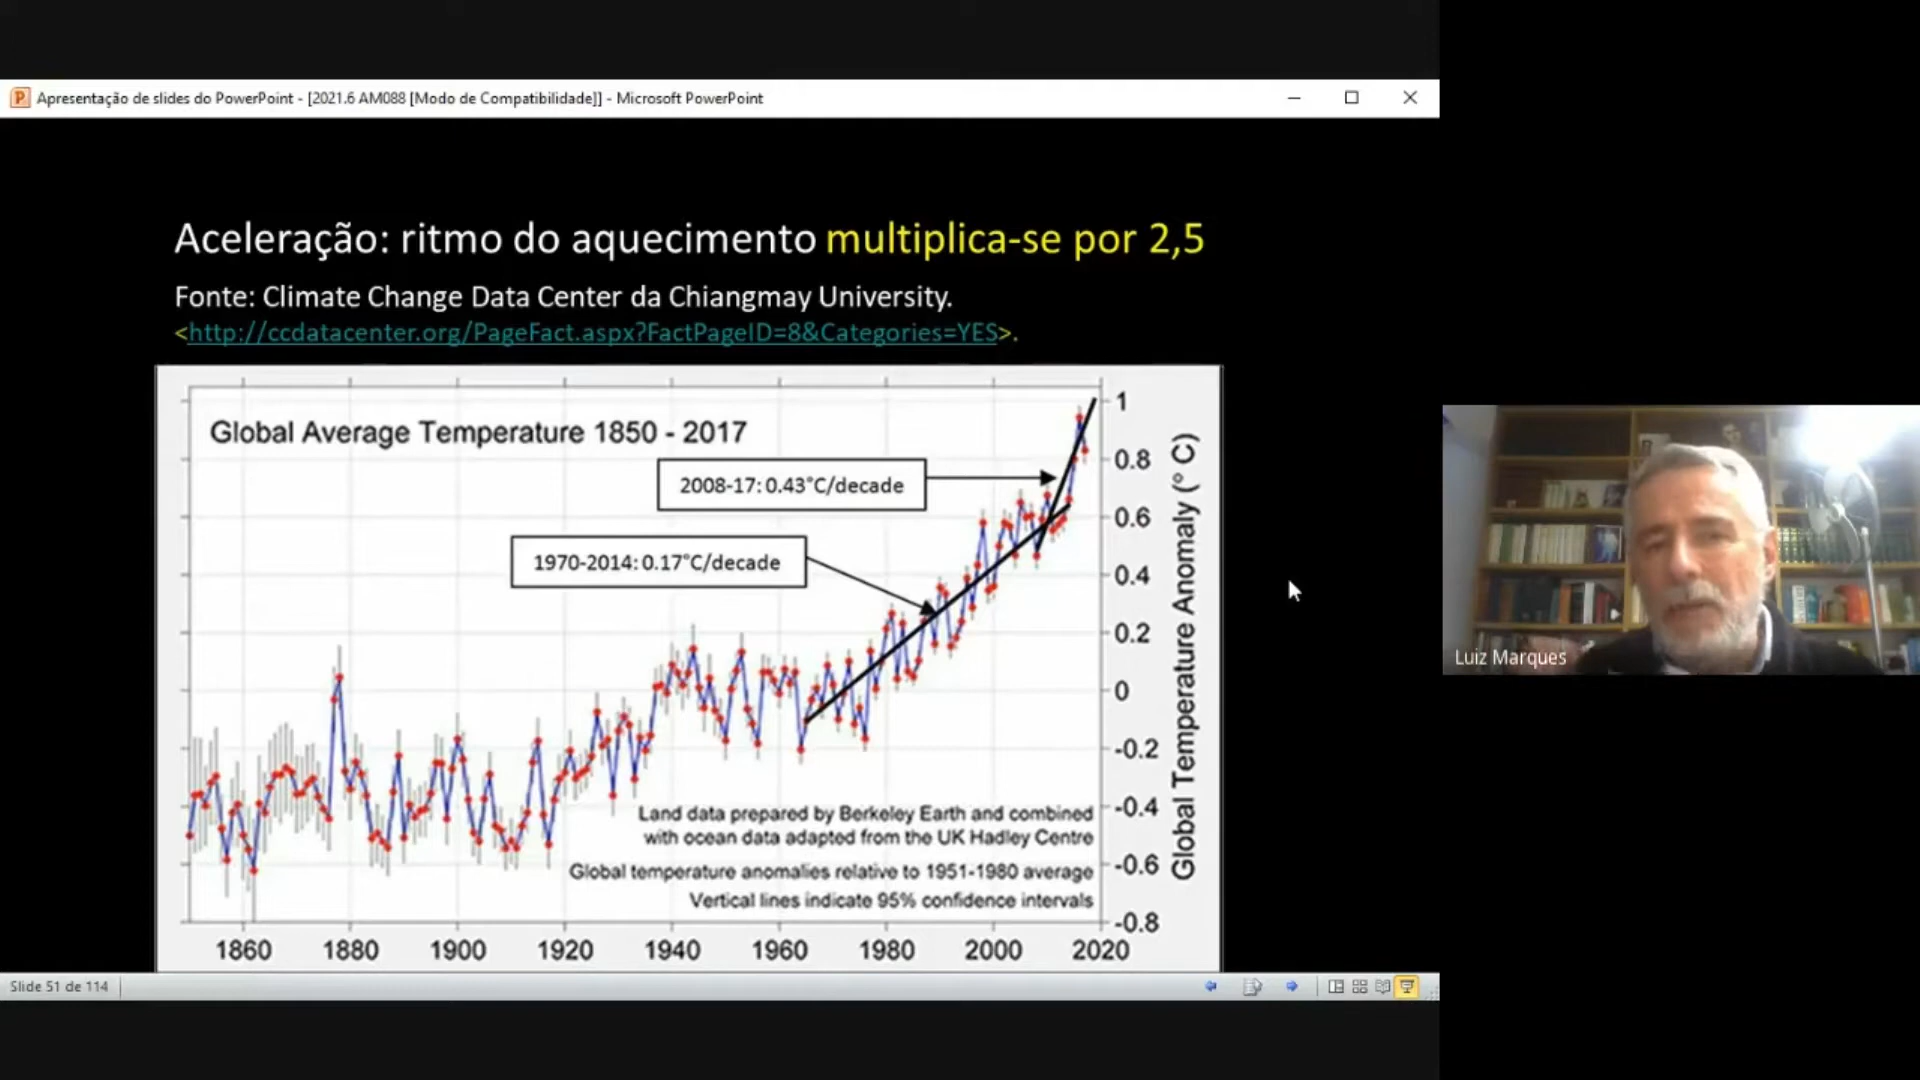 Apresentação de slides do PowerPoint - [2021.6 AM088 [Modo de Compatibilidade]] - Microsoft PowerPoint
Aceleração: ritmo do aquecimento multiplica-se por 2,5
Fonte: Climate Change Data Center da Chiangmay University.
<http://ccdatacenter.org/PageFact.aspx?FactPageID=8&Categories=YES>.
Global Average Temperature 1850 - 2017
2008-17: 0.43°C/decade
1970-2014: 0.17°C/decade
1
0.8
0.6
0.4
0.2
0
-0.2
-0.4
-0.6
-0.8
Global Temperature Anomaly (° C)
Land data prepared by Berkeley Earth and combined
with ocean data adapted from the UK Hadley Centre
Global temperature anomalies relative to 1951-1980 average
Vertical lines indicate 95% confidence intervals
1860 1880 1900 1920 1940 1960 1980 2000 2020
Slide 51 de 114
Luiz Marques